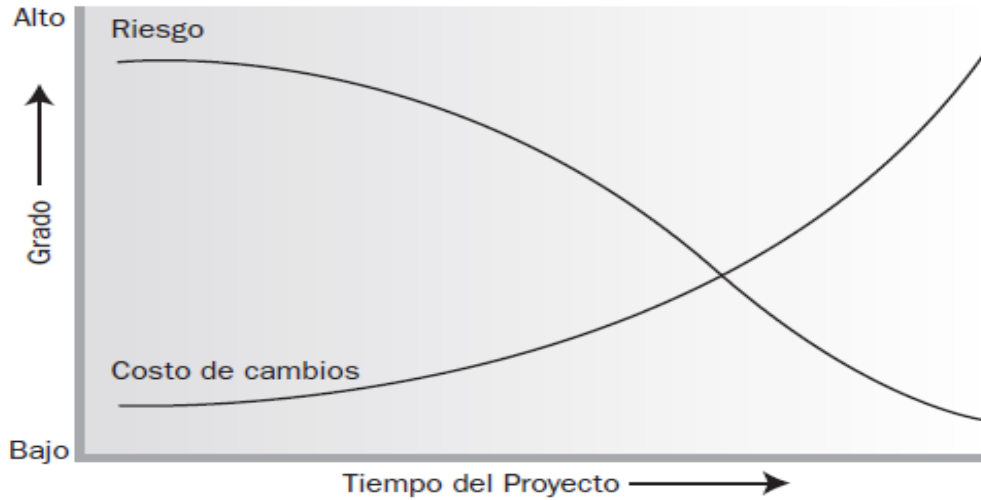 Alto
Riesgo
Grado
Costo de cambios
Bajo
Tiempo del Proyecto